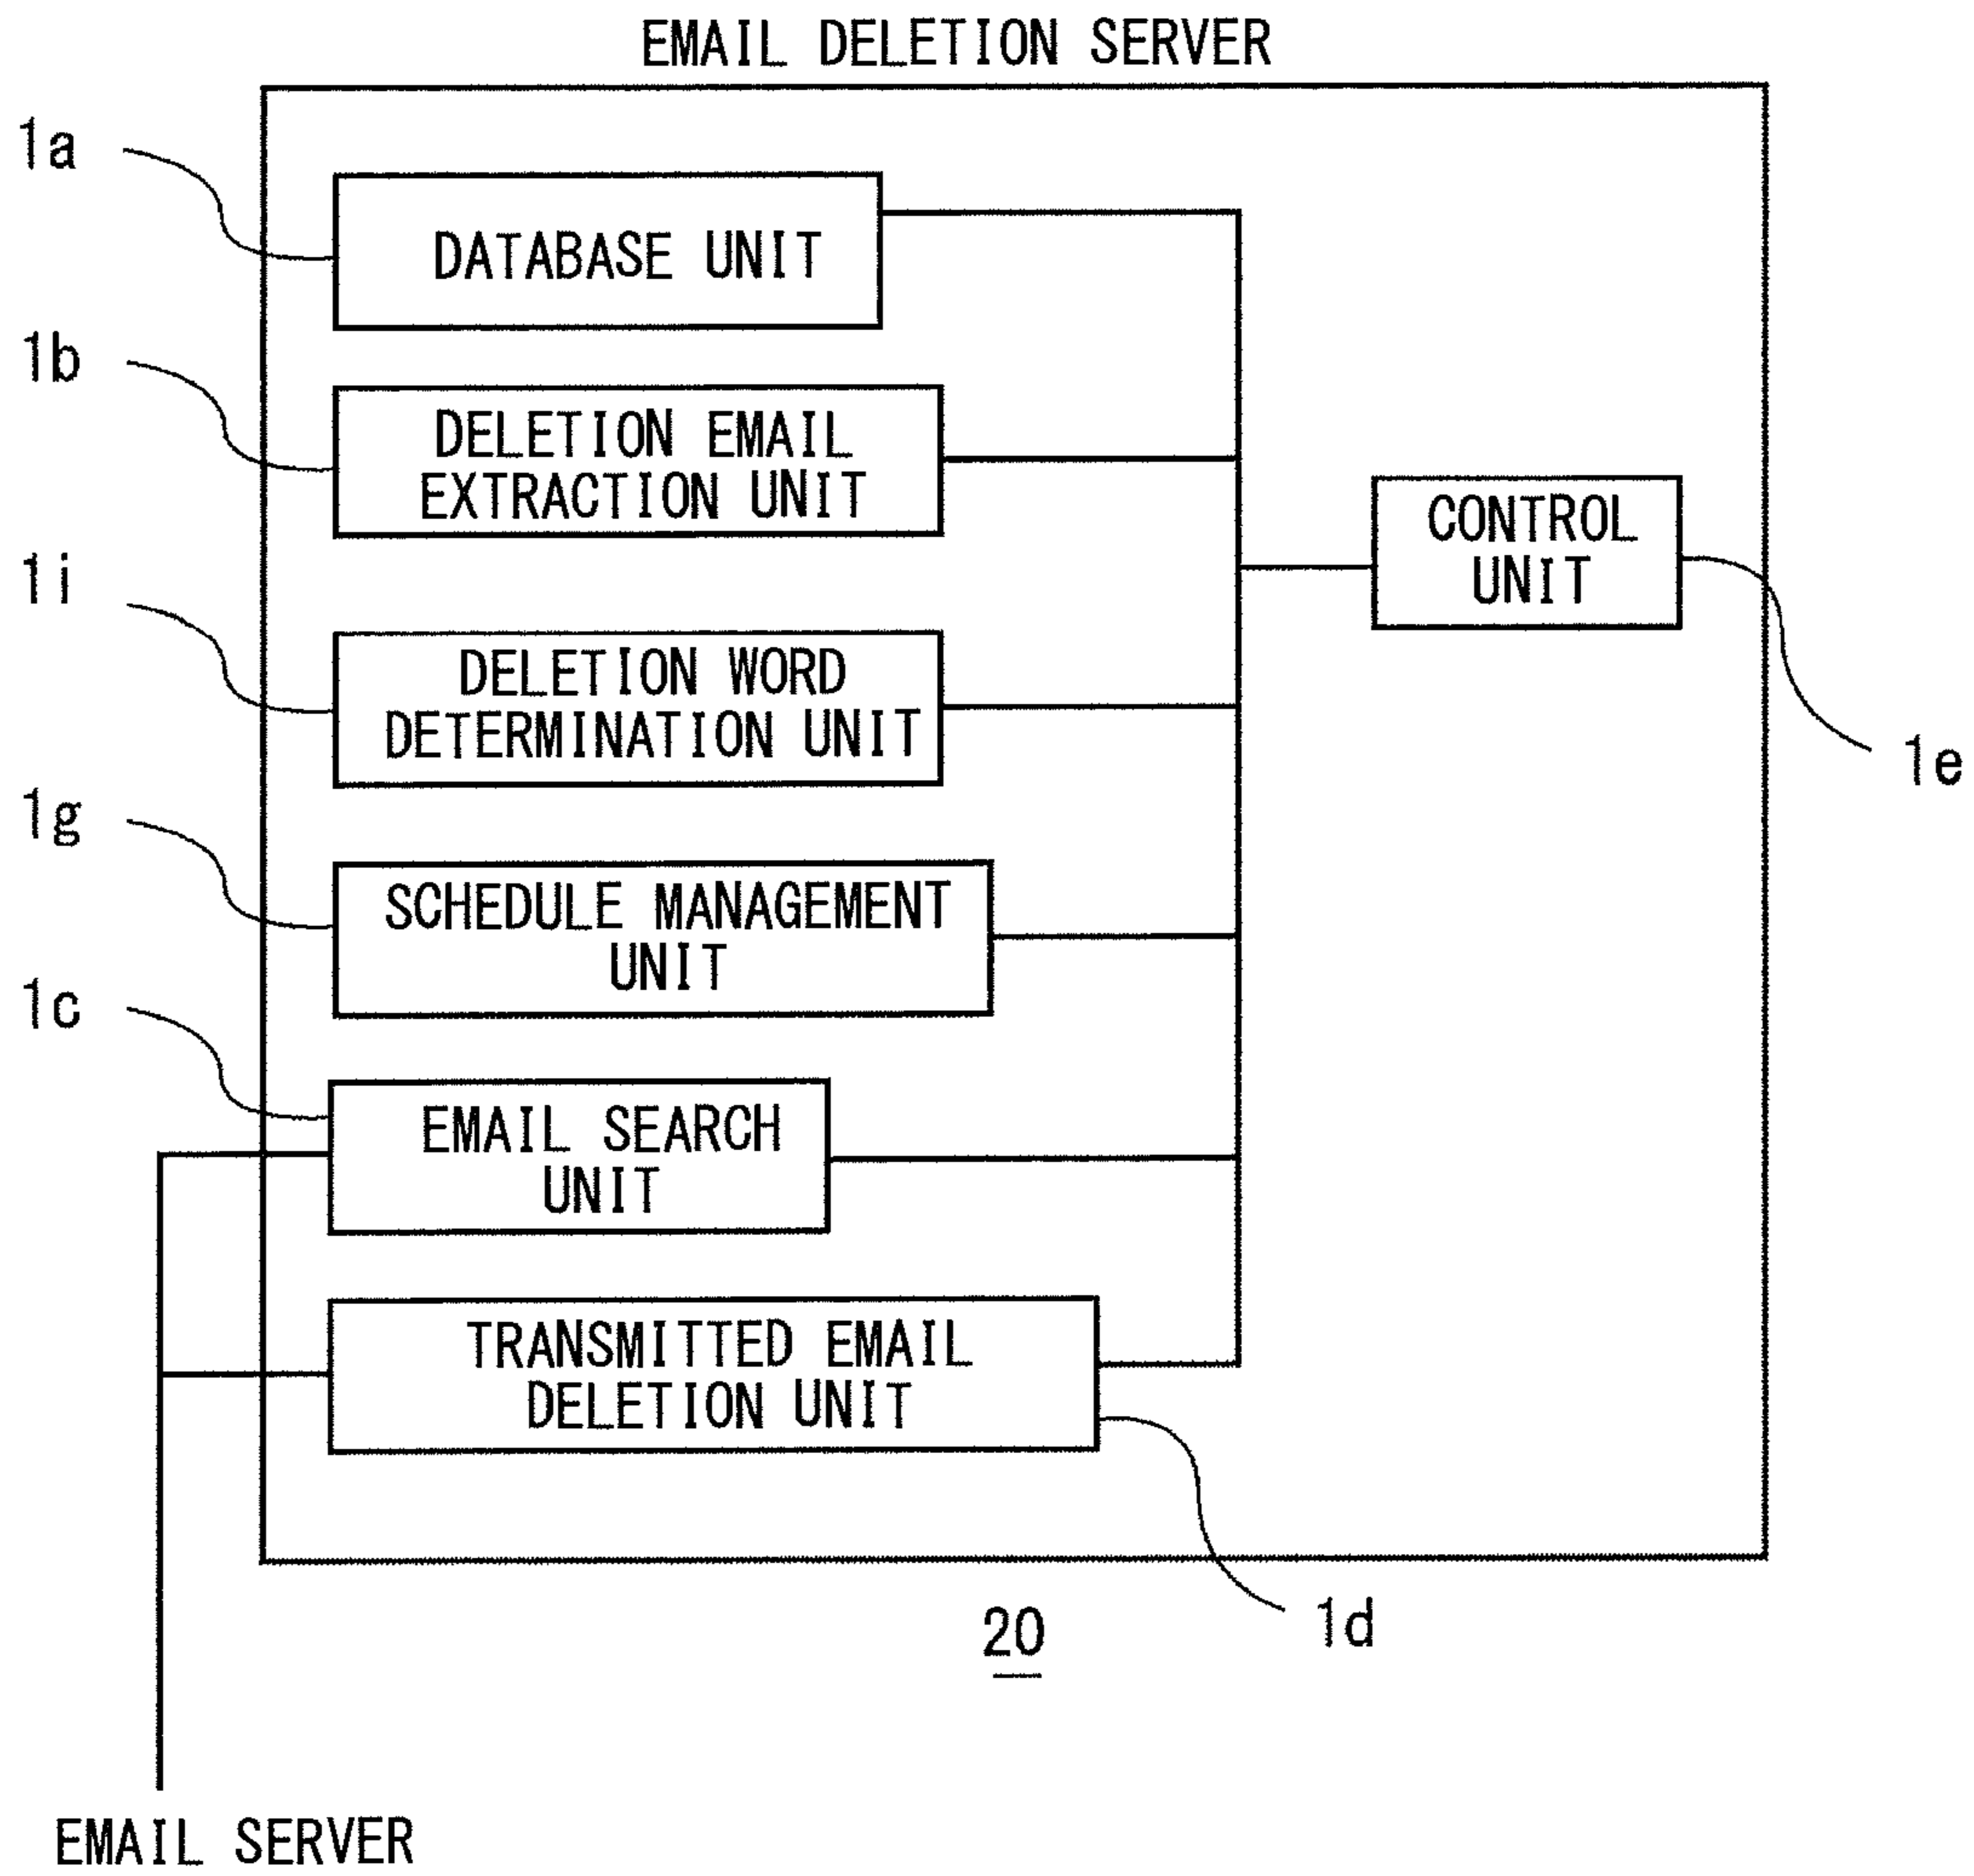 EMAIL DELETION SERVER
1a
DATABASE UNIT
1b
DELETION EMAIL
EXTRACTION UNIT
CONTROL
UNIT
1i
DELETION WORD
DETERMINATION UNIT
1e
1g
SCHEDULE MANAGEMENT
UNIT
1c
EMAIL SEARCH
UNIT
TRANSMITTED EMAIL
DELETION UNIT
20
1d
EMAIL SERVER